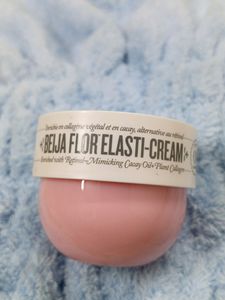 Enrichie en collagène végétal et en cacay, alternative au rétinol
BEIJA FLOR ELASTI-CREAM
Enriched with Retinol-Mimicking Cacay Oil + Plant Collagen